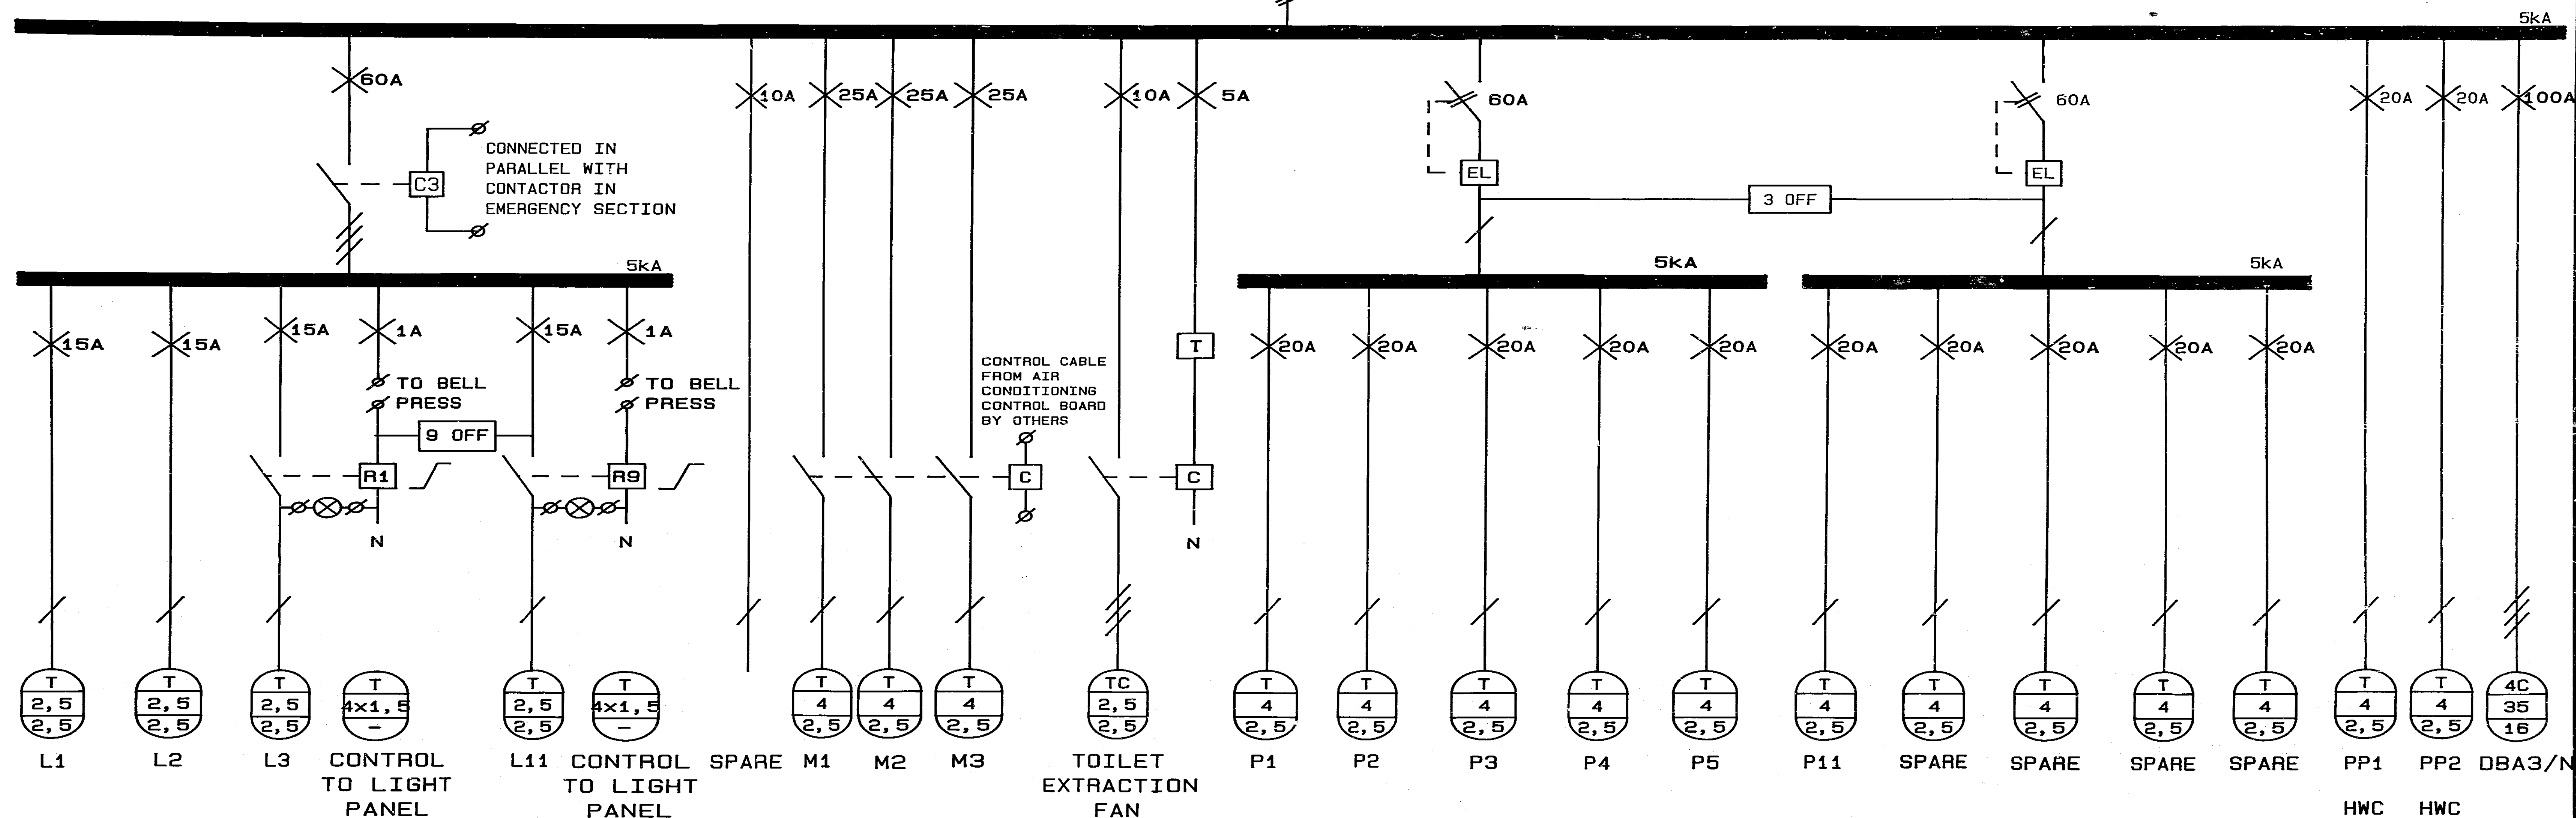 5kA
60A
10A
25A
25A
25A
10A
5A
60A
60A
20A
20A
100A
C3
CONNECTED IN
PARALLEL WITH
CONTACTOR IN
EMERGENCY SECTION
EL
EL
3 OFF
5kA
5kA
5kA
15A
15A
15A
1A
15A
1A
TO BELL
PRESS
TO BELL
PRESS
9 OFF
R1
R9
N
N
CONTROL CABLE
FROM AIR
CONDITIONING
CONTROL BOARD
BY OTHERS
C
T
C
N
20A
20A
20A
20A
20A
20A
20A
20A
20A
20A
T
2,5
2,5
L1
T
2,5
2,5
L2
T
2,5
2,5
L3
T
4x1,5
-
CONTROL
TO LIGHT
PANEL
T
2,5
2,5
L11
T
4x1,5
-
CONTROL
TO LIGHT
PANEL
SPARE
T
4
2,5
M1
T
4
2,5
M2
T
4
2,5
M3
TC
2,5
2,5
TOILET
EXTRACTION
FAN
T
4
2,5
P1
T
4
2,5
P2
T
4
2,5
P3
T
4
2,5
P4
T
4
2,5
P5
T
4
2,5
P11
T
4
2,5
SPARE
T
4
2,5
SPARE
T
4
2,5
SPARE
T
4
2,5
SPARE
T
4
2,5
PP1
HWC
T
4
2,5
PP2
HWC
4C
35
16
DBA3/N